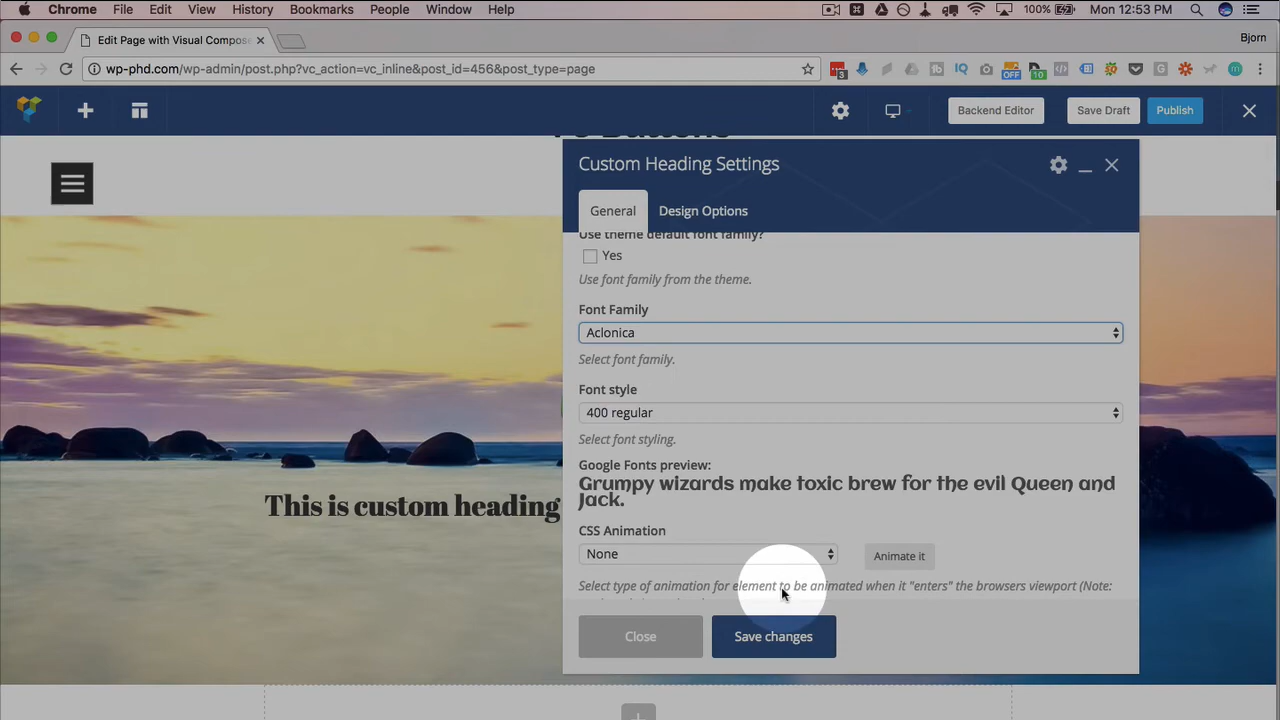 Chrome File Edit View History Bookmarks People Window Help 100% Mon 12:53 PM
Edit Page with Visual Compos Bjorn
wp-phd.com/wp-admin/post.php?vc_action=vc_inline&post_id=456&post_type=page
3 OFF 10
Backend Editor Save Draft Publish
Custom Heading Settings
General Design Options
Use theme default font family?
Yes
Use font family from the theme.
Font Family
Aclonica
Select font family.
Font style
400 regular
Select font styling.
Google Fonts preview:
Grumpy wizards make toxic brew for the evil Queen and
Jack.
This is custom heading
CSS Animation
None Animate it
Select type of animation for element to be animated when it "enters" the browsers viewport (Note:
Close Save changes